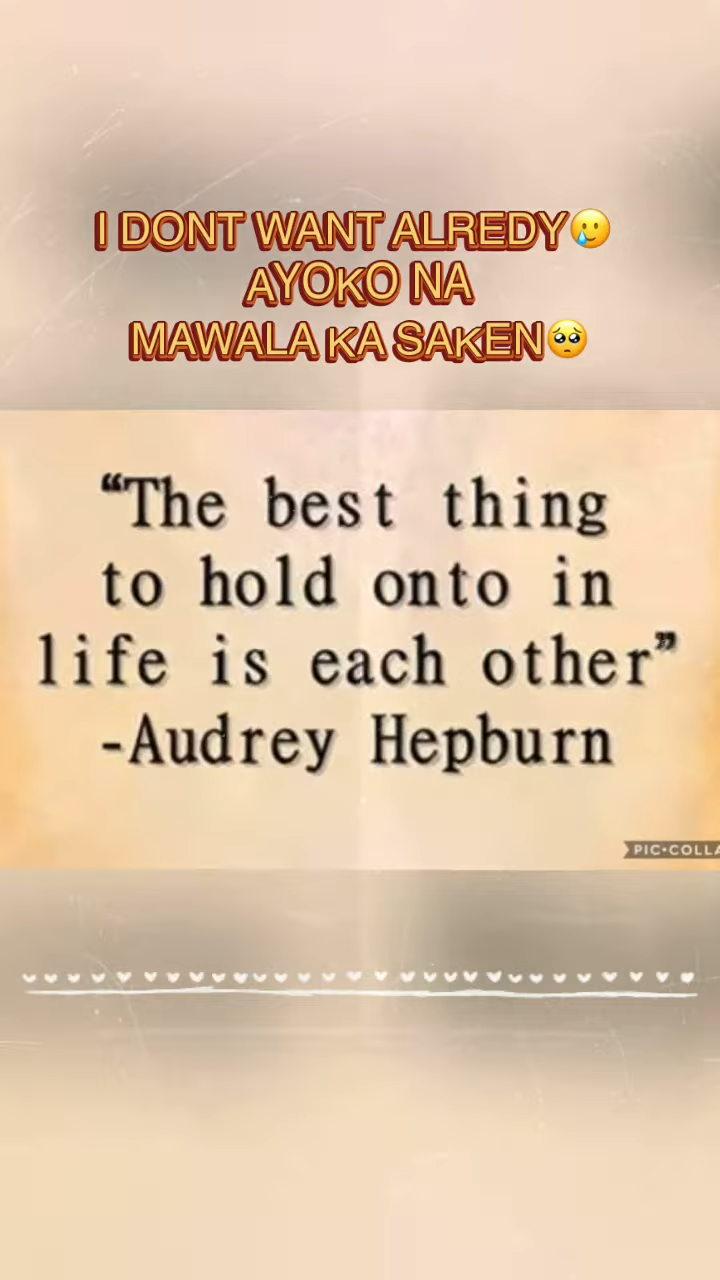 I DONT WANT ALREDY🥲
AYOKO NA
MAWALA KA SAKEN🥺
“The best thing
to hold onto in
life is each other”
-Audrey Hepburn
PIC•COLLA